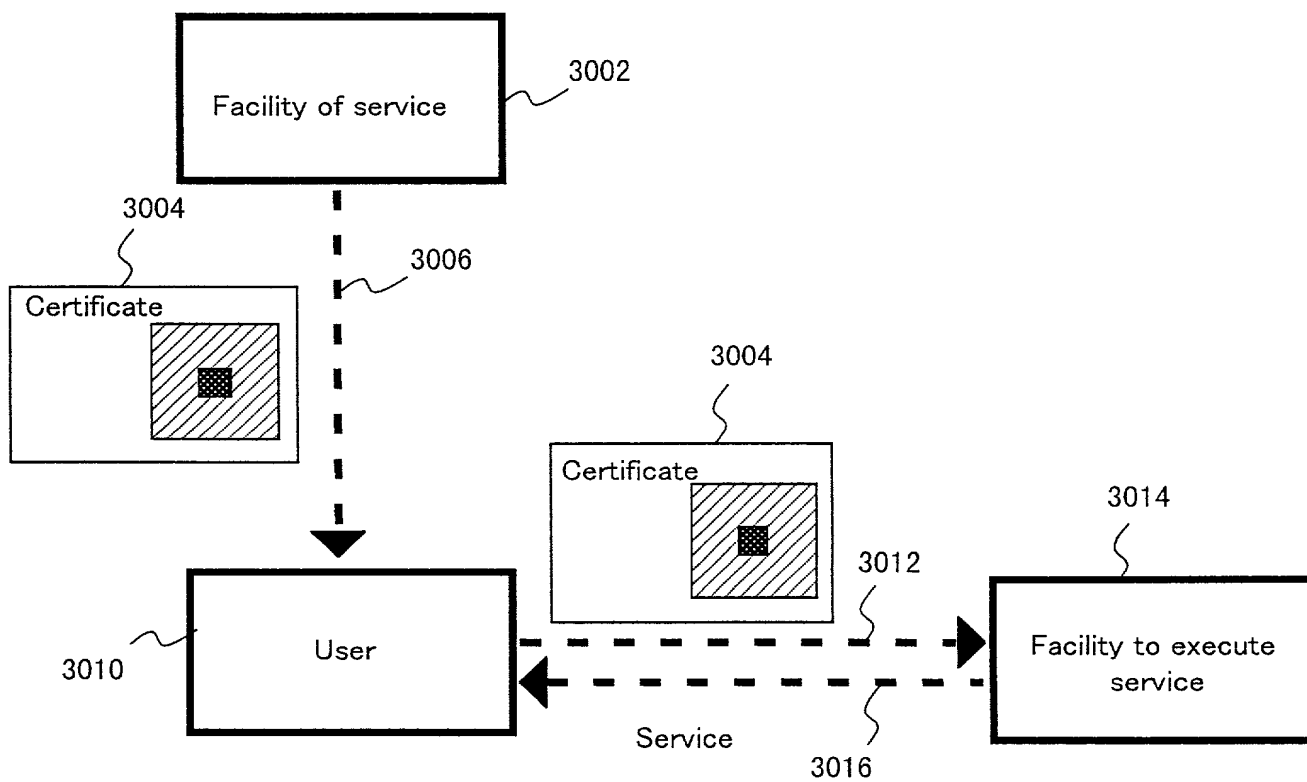 3002
Facility of service
3004
3006
Certificate
3004
Certificate
3014
3012
User
Facility to execute
service
3010
Service
3016